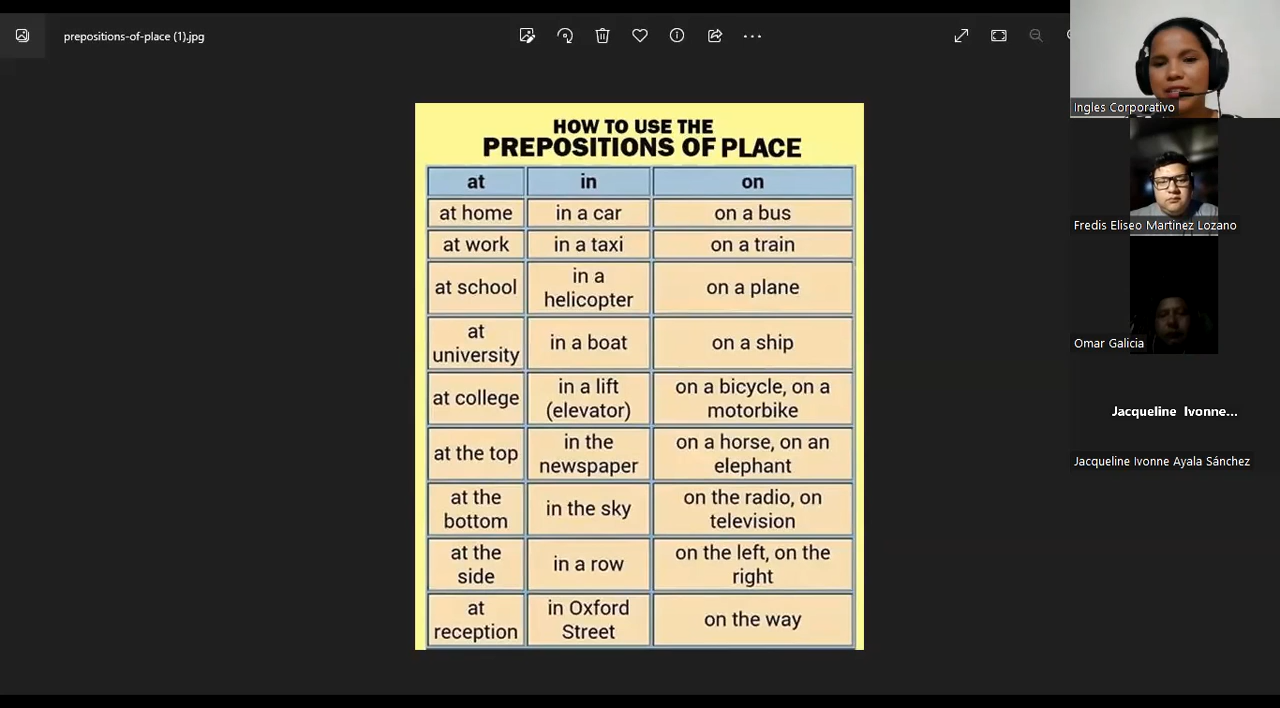 prepositions-of-place (1).jpg
HOW TO USE THE
PREPOSITIONS OF PLACE
at in on
at home in a car on a bus
at work in a taxi on a train
at school
in a
helicopter
on a plane
at
university
in a boat on a ship
at college
in a lift
(elevator)
on a bicycle, on a
motorbike
at the top
in the
newspaper
on a horse, on an
elephant
at the
bottom
in the sky
on the radio, on
television
at the
side
in a row
on the left, on the
right
at
reception
in Oxford
Street
on the way
Ingles Corporativo
Fredis Eliseo Martinez Lozano
Omar Galicia
Jacqueline Ivonne...
Jacqueline Ivonne Ayala Sánchez